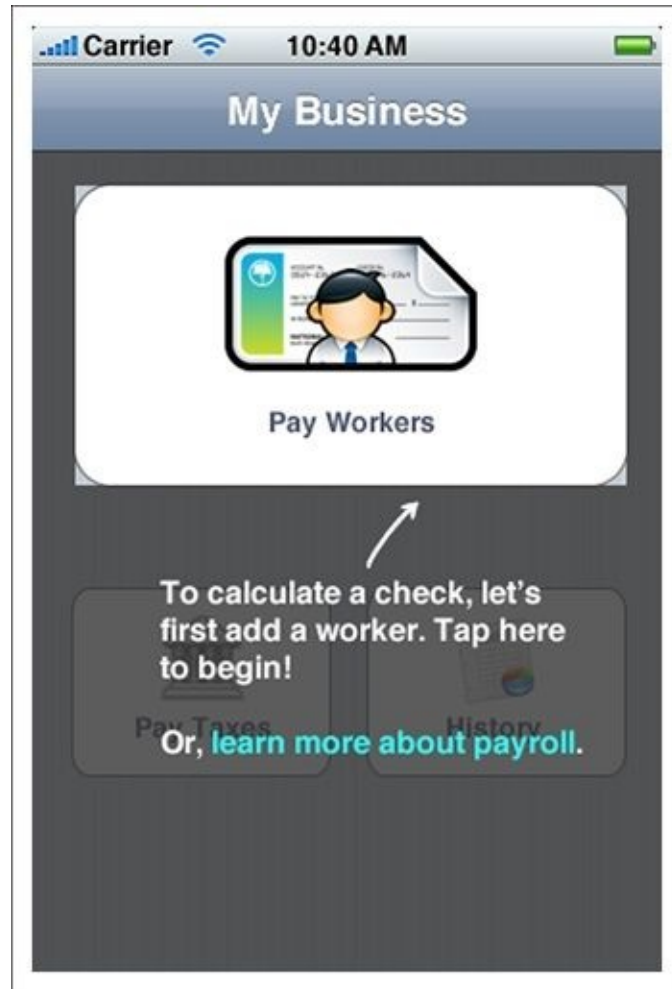 Carrier 10:40 AM
My Business
Pay Workers
To calculate a check, let's
first add a worker. Tap here
to begin!
Pay Taxes History
Or, learn more about payroll.